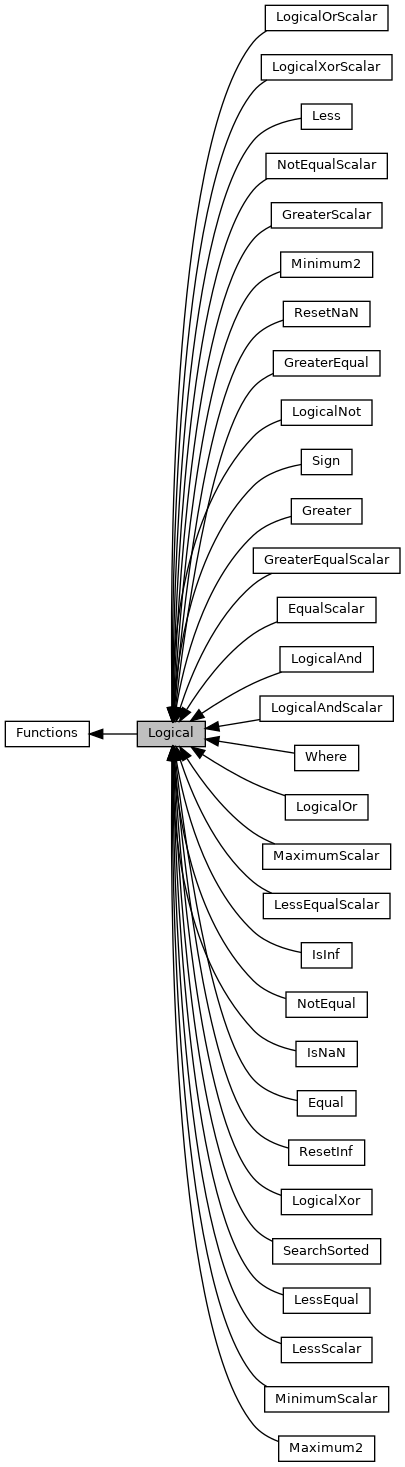 LogicalOrScalar
LogicalXorScalar
Less
NotEqualScalar
GreaterScalar
Minimum2
ResetNaN
GreaterEqual
LogicalNot
Sign
Greater
GreaterEqualScalar
EqualScalar
LogicalAnd
LogicalAndScalar
Functions
Logical
Where
LogicalOr
MaximumScalar
LessEqualScalar
IsInf
NotEqual
IsNaN
Equal
ResetInf
LogicalXor
SearchSorted
LessEqual
LessScalar
MinimumScalar
Maximum2